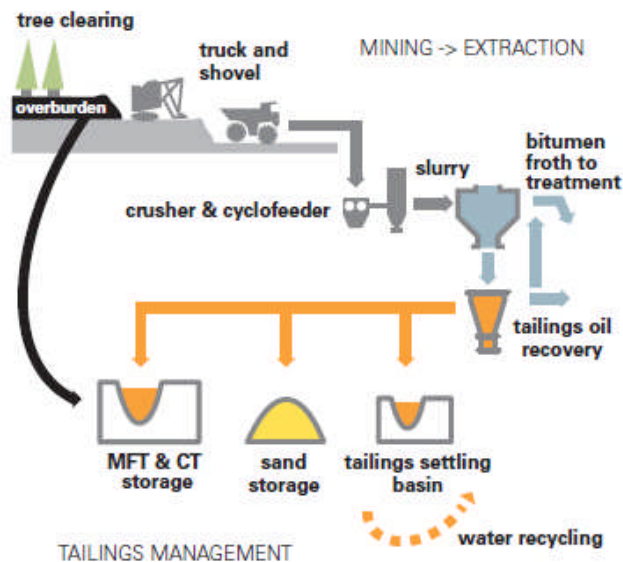 tree clearing
truck and
shovel
MINING -> EXTRACTION
overburden
slurry
bitumen
froth to
treatment
crusher & cyclofeeder
tailings oil
recovery
MFT & CT
storage
sand
storage
tailings settling
basin
water recycling
TAILINGS MANAGEMENT